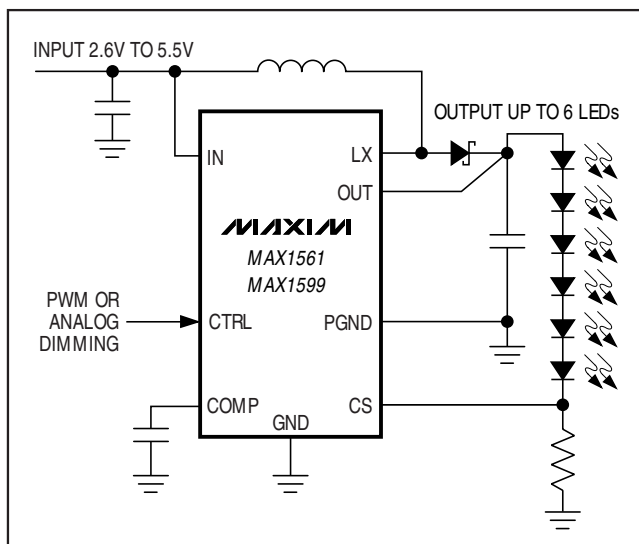 INPUT 2.6V TO 5.5V
OUTPUT UP TO 6 LEDs
IN
LX
OUT
MAXIM
MAX1561
MAX1599
PWM OR
ANALOG
DIMMING
CTRL
PGND
COMP
CS
GND